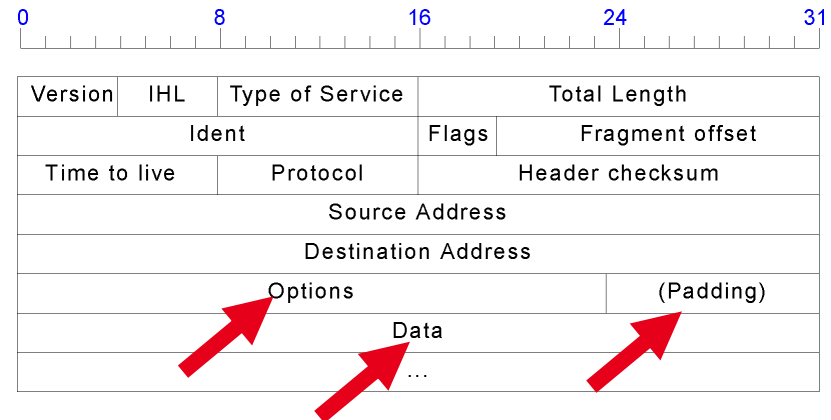 0 8 16 24 31
Version IHL Type of Service Total Length
Ident Flags Fragment offset
Time to live Protocol Header checksum
Source Address
Destination Address
Options (Padding)
Data
...